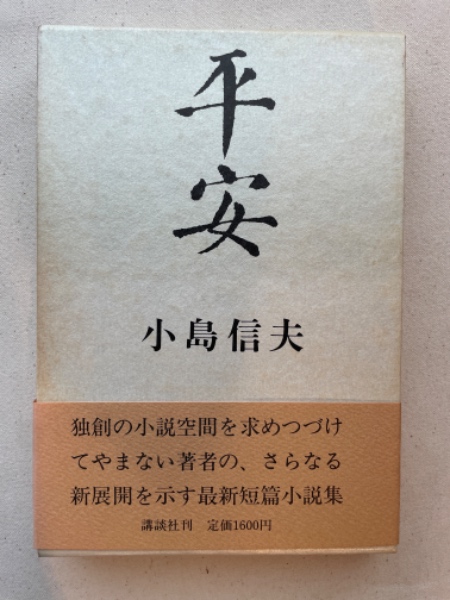 平安
小島信夫
独創の小説空間を求めつづけ
てやまない著者の、さらなる
新展開を示す最新短篇小説集
講談社刊 定価1600円